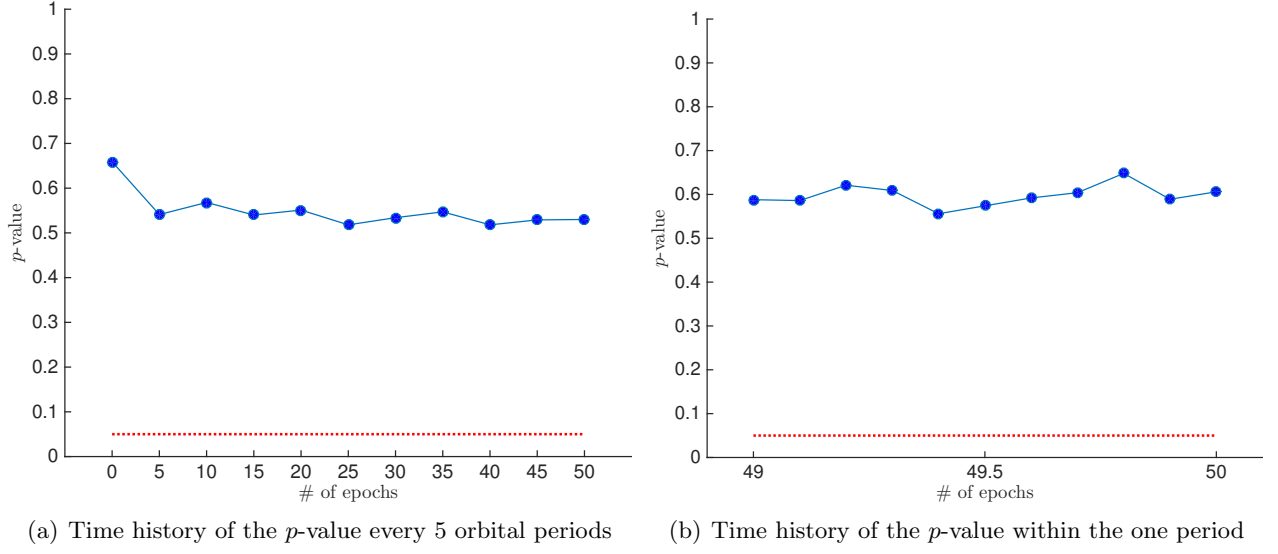 1
0.9
0.8
0.7
0.6
0.5
0.4
0.3
0.2
0.1
0
p-value
0 5 10 15 20 25 30 35 40 45 50
# of epochs
(a) Time history of the p-value every 5 orbital periods
1
0.9
0.8
0.7
0.6
0.5
0.4
0.3
0.2
0.1
0
p-value
49 49.5 50
# of epochs
(b) Time history of the p-value within the one period